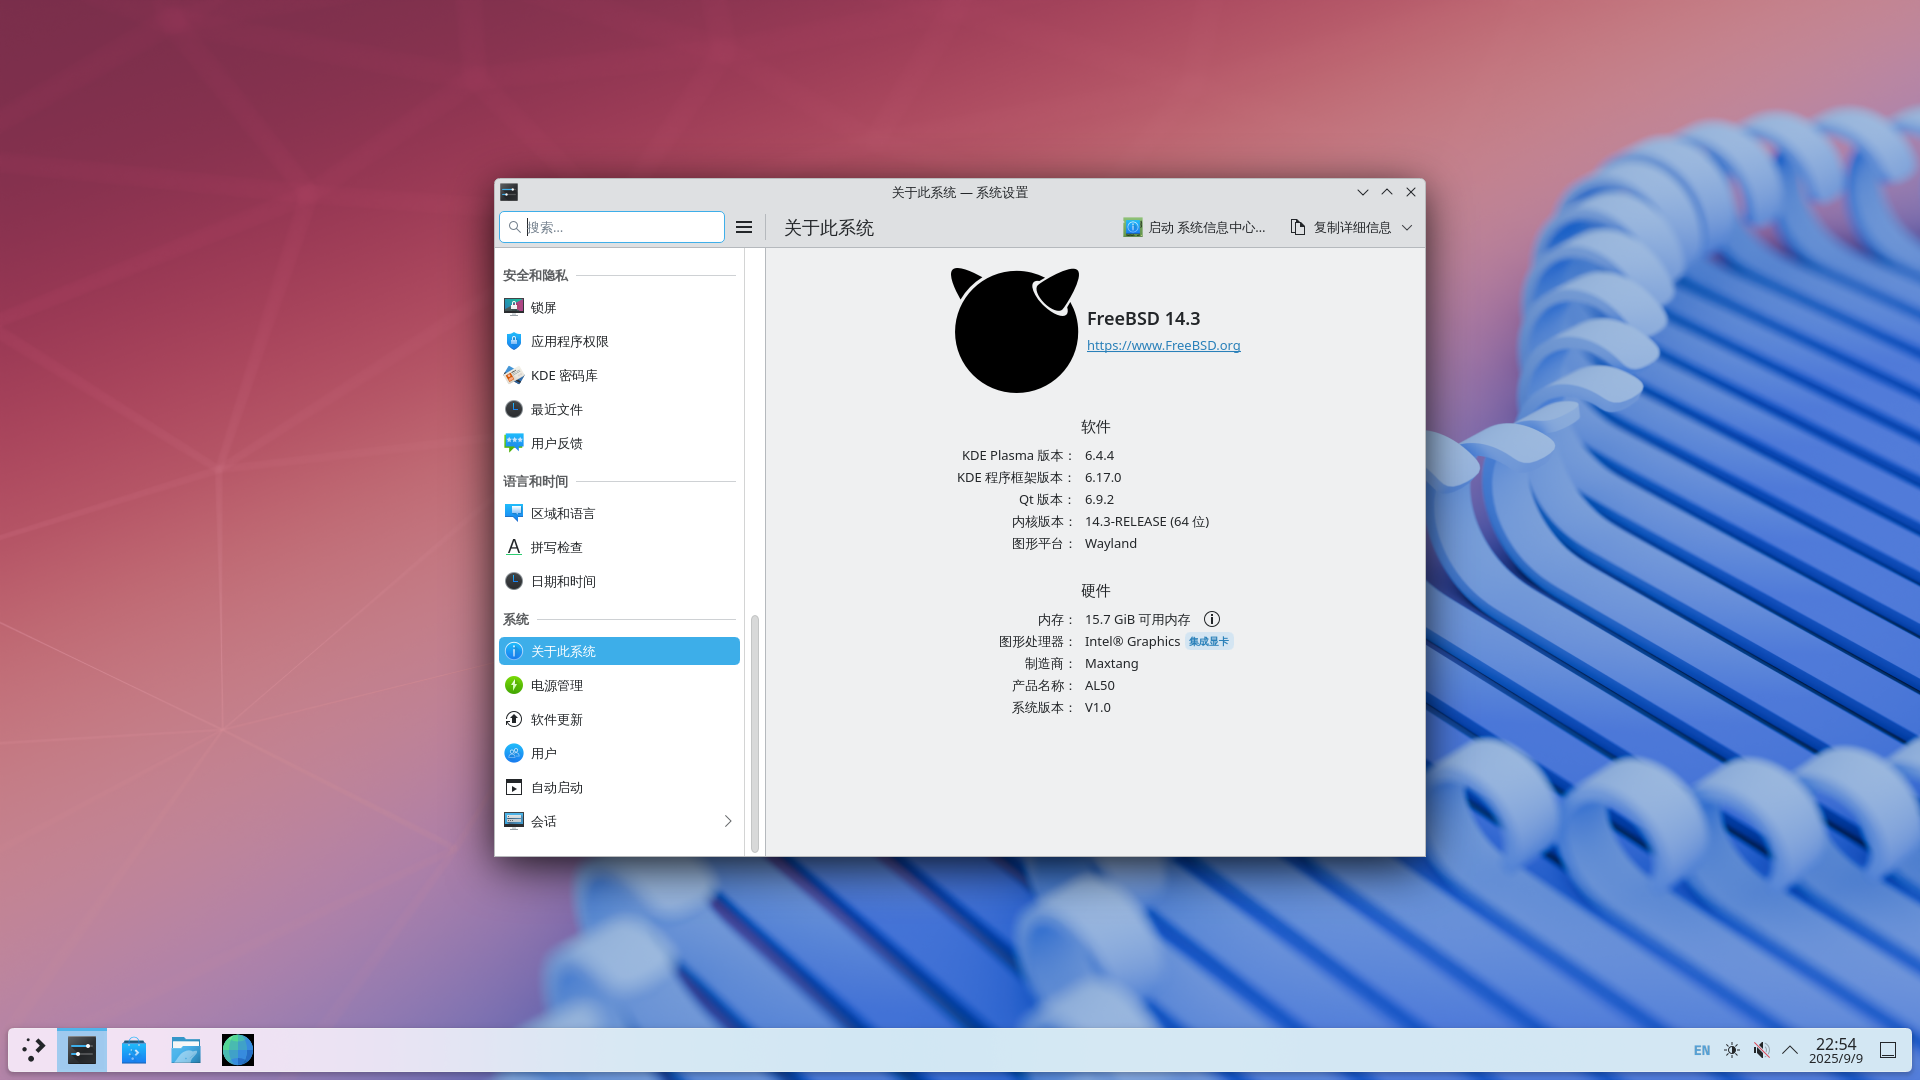 关于此系统 — 系统设置
搜索...
关于此系统
启动 系统信息中心...
复制详细信息
安全和隐私
锁屏
应用程序权限
KDE 密码库
最近文件
用户反馈
语言和时间
区域和语言
拼写检查
日期和时间
系统
关于此系统
电源管理
软件更新
用户
自动启动
会话
FreeBSD 14.3
https://www.FreeBSD.org
软件
KDE Plasma 版本： 6.4.4
KDE 程序框架版本： 6.17.0
Qt 版本： 6.9.2
内核版本： 14.3-RELEASE (64 位)
图形平台： Wayland
硬件
内存： 15.7 GiB 可用内存
图形处理器： Intel® Graphics 集成显卡
制造商： Maxtang
产品名称： AL50
系统版本： V1.0
EN
22:54
2025/9/9